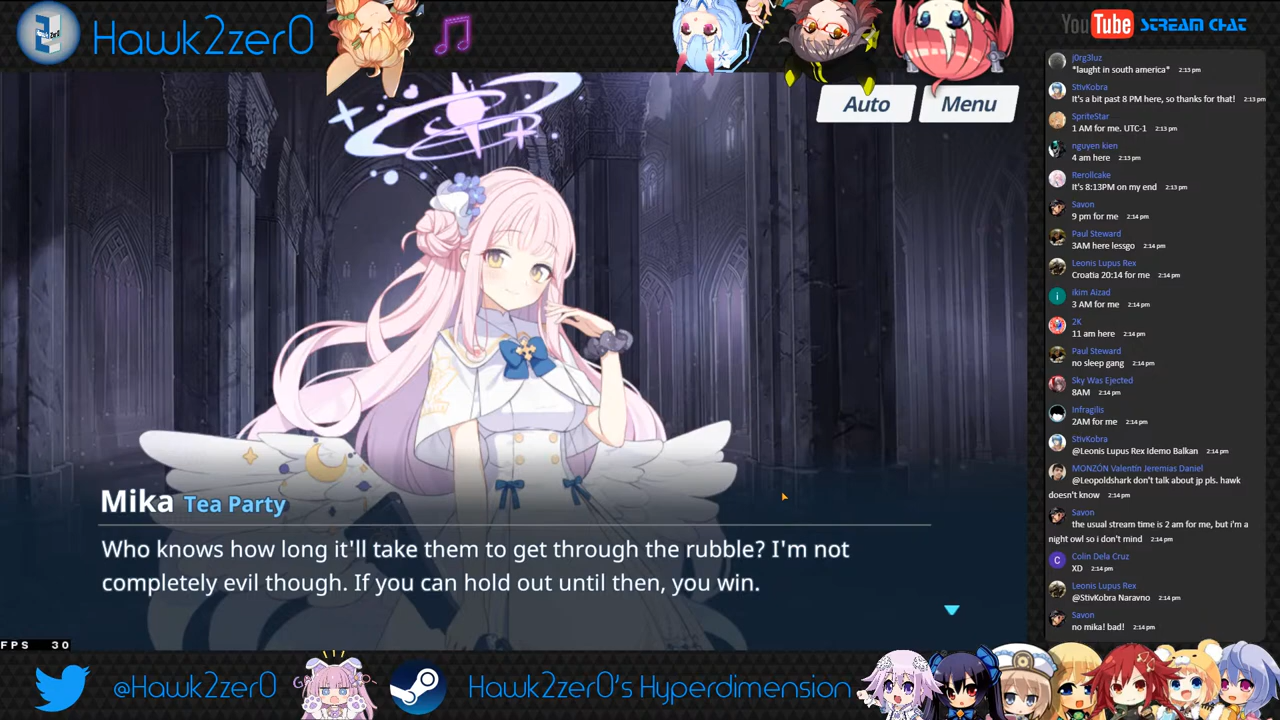 Hawk2zer0
You Tube STREAM CHAT
Auto
Menu
j0rg3luz
*laught in south america* 2:13 pm
StivKobra
It's a bit past 8 PM here, so thanks for that! 2:13 pm
SpriteStar
1 AM for me. UTC-1 2:13 pm
nguyen kien
4 am here 2:13 pm
Rerollcake
It's 8:13PM on my end 2:13 pm
Savon
9 pm for me 2:14 pm
Paul Steward
3AM here lessgo 2:14 pm
Leonis Lupus Rex
Croatia 20:14 for me 2:14 pm
ikim Aizad
3 AM for me 2:14 pm
2K
11 am here 2:14 pm
Paul Steward
no sleep gang 2:14 pm
Sky Was Ejected
8AM 2:14 pm
Infragilis
2AM for me 2:14 pm
StivKobra
@Leonis Lupus Rex Idemo Balkan 2:14 pm
MONZÓN Valentín Jeremias Daniel
@Leopoldshark don't talk about jp pls. hawk
doesn't know 2:14 pm
Savon
the usual stream time is 2 am for me, but i'm a
night owl so i don't mind 2:14 pm
Colin Dela Cruz
XD 2:14 pm
Leonis Lupus Rex
@StivKobra Naravno 2:14 pm
Savon
no mika! bad! 2:14 pm
Mika Tea Party
Who knows how long it'll take them to get through the rubble? I'm not
completely evil though. If you can hold out until then, you win.
FPS 30
@Hawk2zer0
Hawk2zer0's Hyperdimension